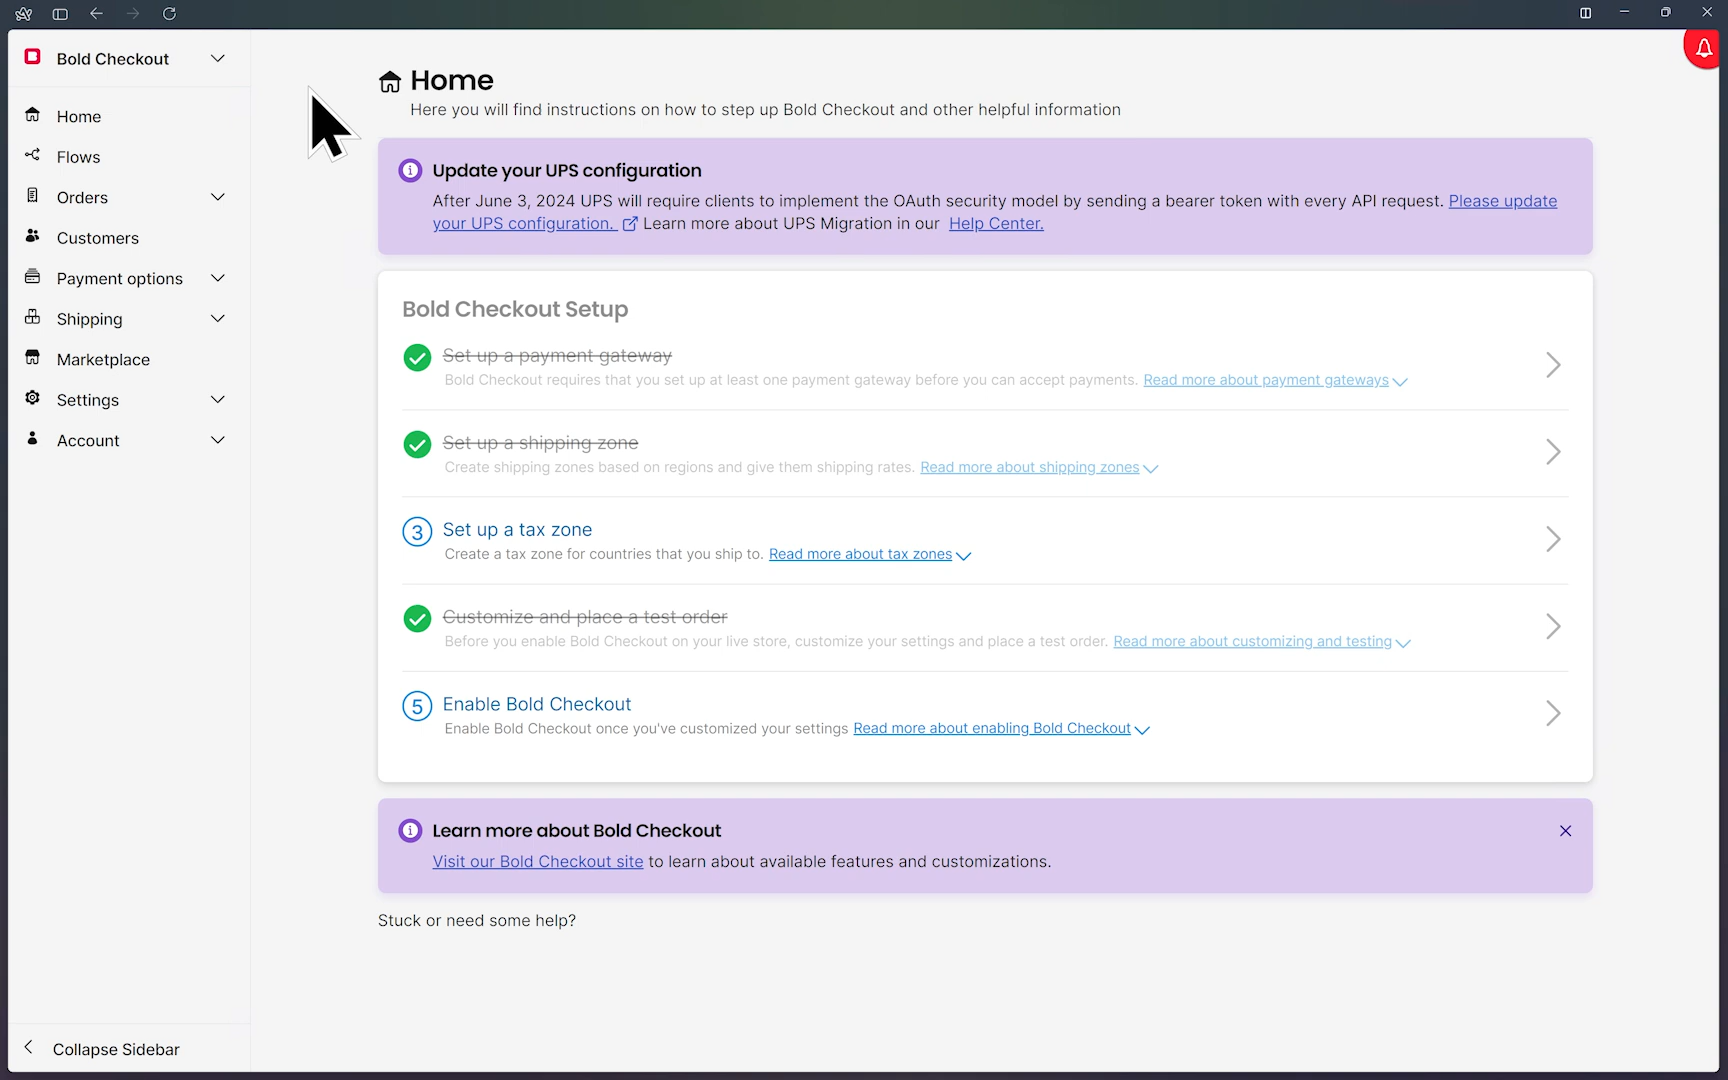 Bold Checkout
Home
Flows
Orders
Customers
Payment options
Shipping
Marketplace
Settings
Account
Collapse Sidebar
Home
Here you will find instructions on how to step up Bold Checkout and other helpful information
Update your UPS configuration
After June 3, 2024 UPS will require clients to implement the OAuth security model by sending a bearer token with every API request. Please update
your UPS configuration. Learn more about UPS Migration in our Help Center.
Bold Checkout Setup
Set up a payment gateway
Bold Checkout requires that you set up at least one payment gateway before you can accept payments. Read more about payment gateways
Set up a shipping zone
Create shipping zones based on regions and give them shipping rates. Read more about shipping zones
3 Set up a tax zone
Create a tax zone for countries that you ship to. Read more about tax zones
Customize and place a test order
Before you enable Bold Checkout on your live store, customize your settings and place a test order. Read more about customizing and testing
5 Enable Bold Checkout
Enable Bold Checkout once you've customized your settings Read more about enabling Bold Checkout
Learn more about Bold Checkout
Visit our Bold Checkout site to learn about available features and customizations.
Stuck or need some help?